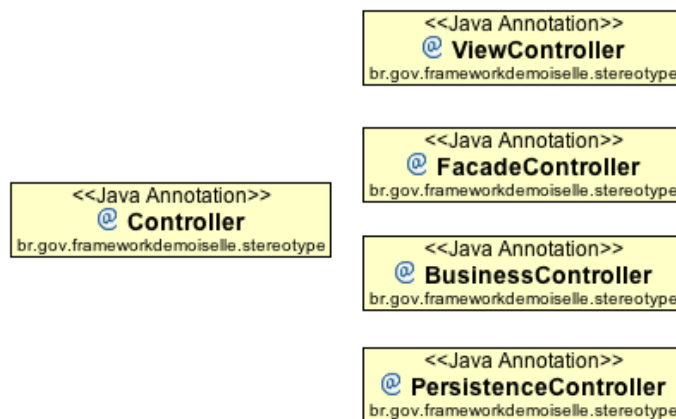 <<Java Annotation>>
@ ViewController
br.gov.frameworkdemoiselle.stereotype
<<Java Annotation>>
@ FacadeController
br.gov.frameworkdemoiselle.stereotype
<<Java Annotation>>
@ Controller
br.gov.frameworkdemoiselle.stereotype
<<Java Annotation>>
@ BusinessController
br.gov.frameworkdemoiselle.stereotype
<<Java Annotation>>
@ PersistenceController
br.gov.frameworkdemoiselle.stereotype